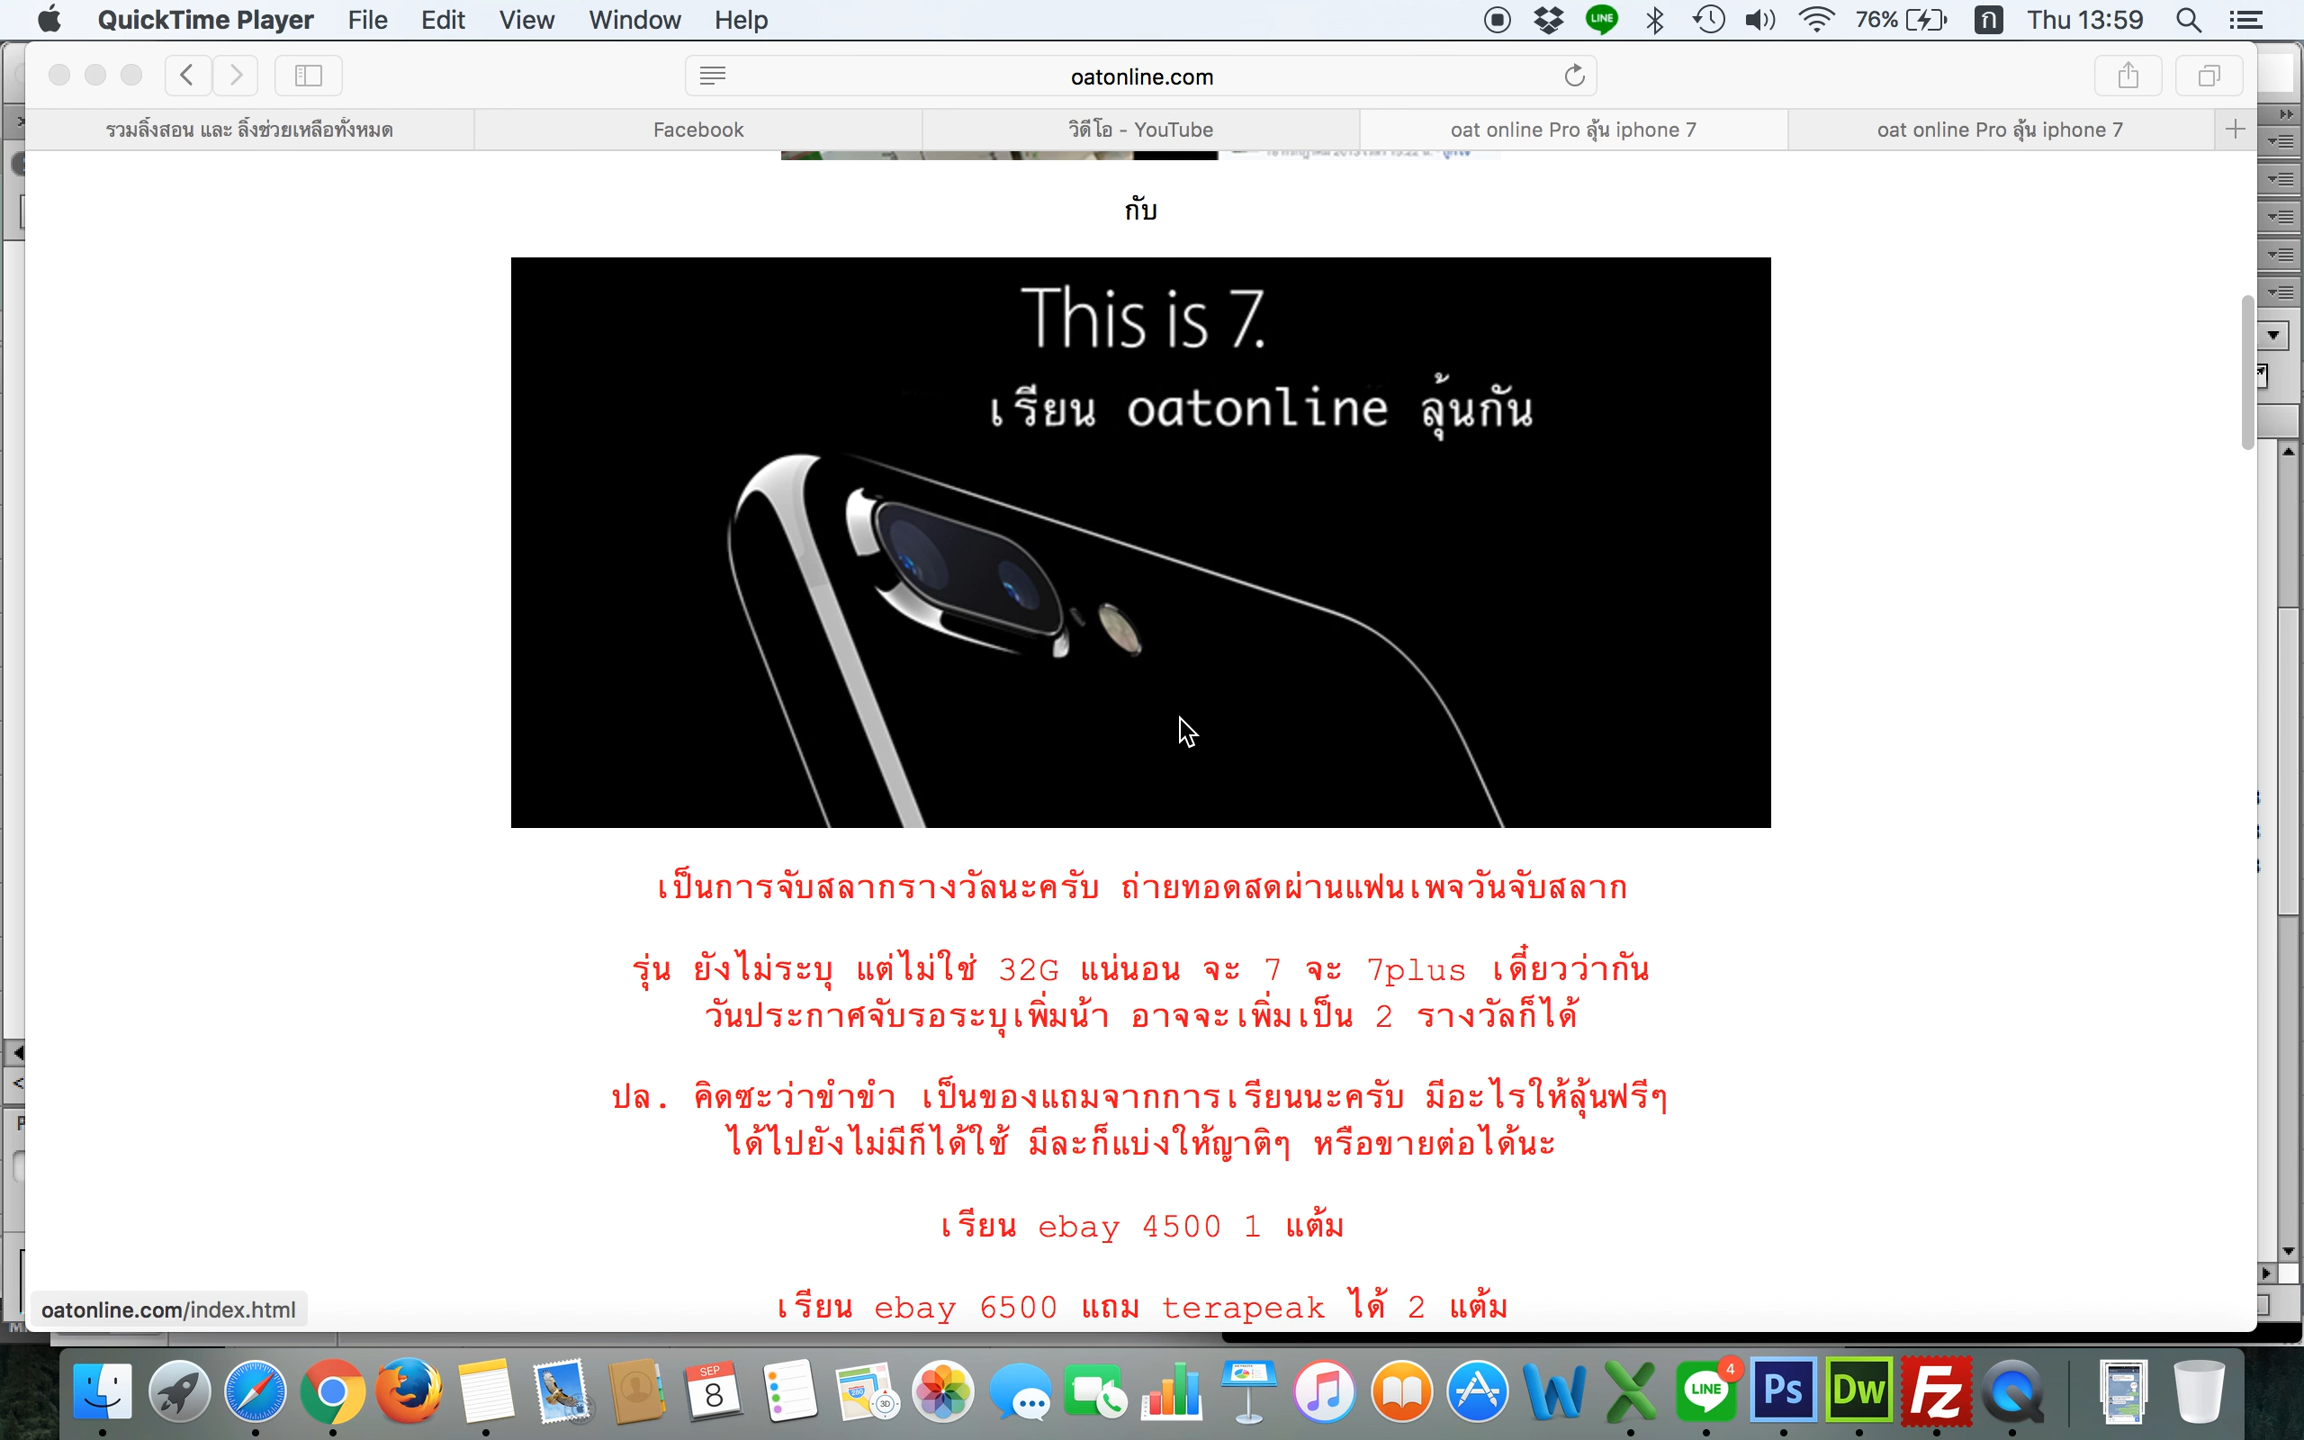 QuickTime Player File Edit View Window Help 76% ก Thu 13:59
oatonline.com
รวมลิ้งสอน และ ลิ้งช่วยเหลือทั้งหมด Facebook วิดีโอ - YouTube oat online Pro ลุ้น iphone 7 oat online Pro ลุ้น iphone 7
กับ
This is 7.
เรียน oatonline ลุ้นกัน
เป็นการจับสลากรางวัลนะครับ ถ่ายทอดสดผ่านแฟนเพจวันจับสลาก
รุ่น ยังไม่ระบุ แต่ไม่ใช่ 32G แน่นอน จะ 7 จะ 7plus เดี๋ยวว่ากัน
วันประกาศจับรอระบุเพิ่มน้า อาจจะเพิ่มเป็น 2 รางวัลก็ได้
ปล. คิดซะว่าขำขำ เป็นของแถมจากการเรียนนะครับ มีอะไรให้ลุ้นฟรีๆ
ได้ไปยังไม่มีก็ได้ใช้ มีละก็แบ่งให้ญาติๆ หรือขายต่อได้นะ
เรียน ebay 4500 1 แต้ม
เรียน ebay 6500 แถม terapeak ได้ 2 แต้ม
oatonline.com/index.html
SEP
8
280
3D
LINE
4
Ps
Dw
Fz